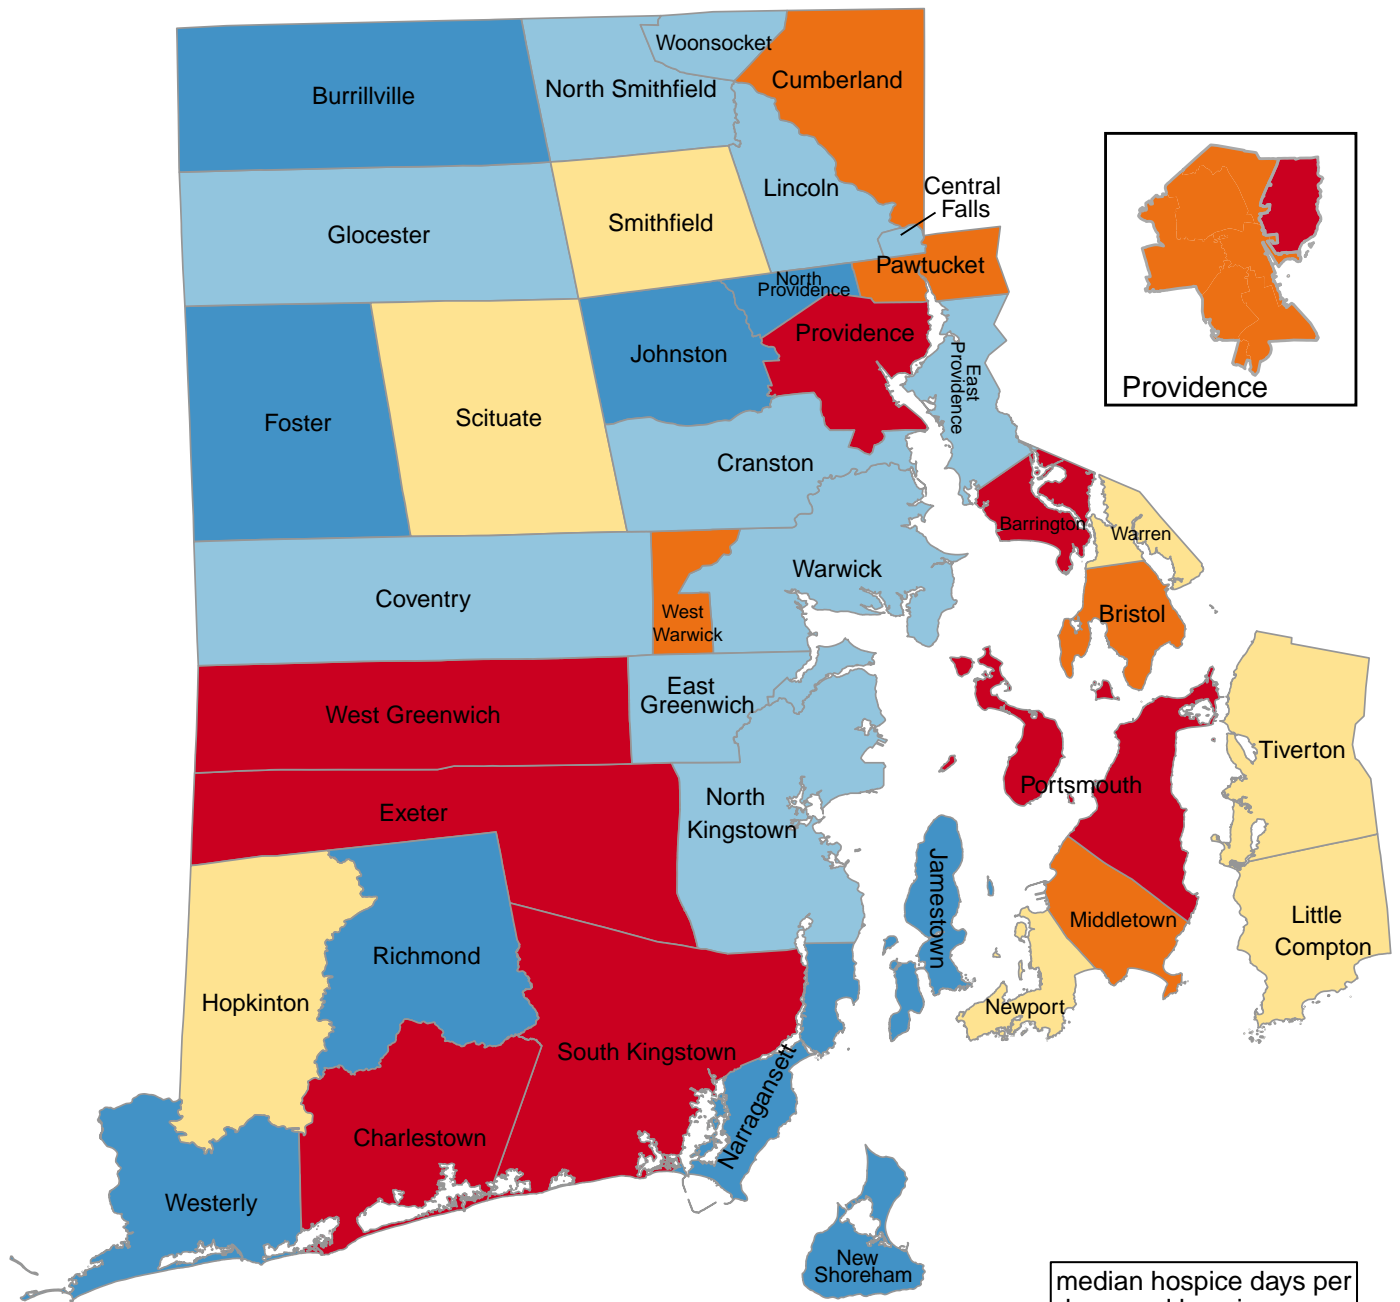 Woonsocket
Burrillville
North Smithfield
Cumberland
Lincoln
Central
Falls
Glocester
Smithfield
Pawtucket
North
Providence
Providence
Johnston
East
Providence
Providence
Foster
Scituate
Cranston
Barrington
Warren
Warwick
Coventry
West
Warwick
Bristol
East
Greenwich
West Greenwich
Tiverton
Portsmouth
Exeter
North
Kingstown
Jamestown
Middletown
Little
Compton
Richmond
Hopkinton
Newport
South Kingstown
Narragansett
Charlestown
Westerly
New
Shoreham
median hospice days per